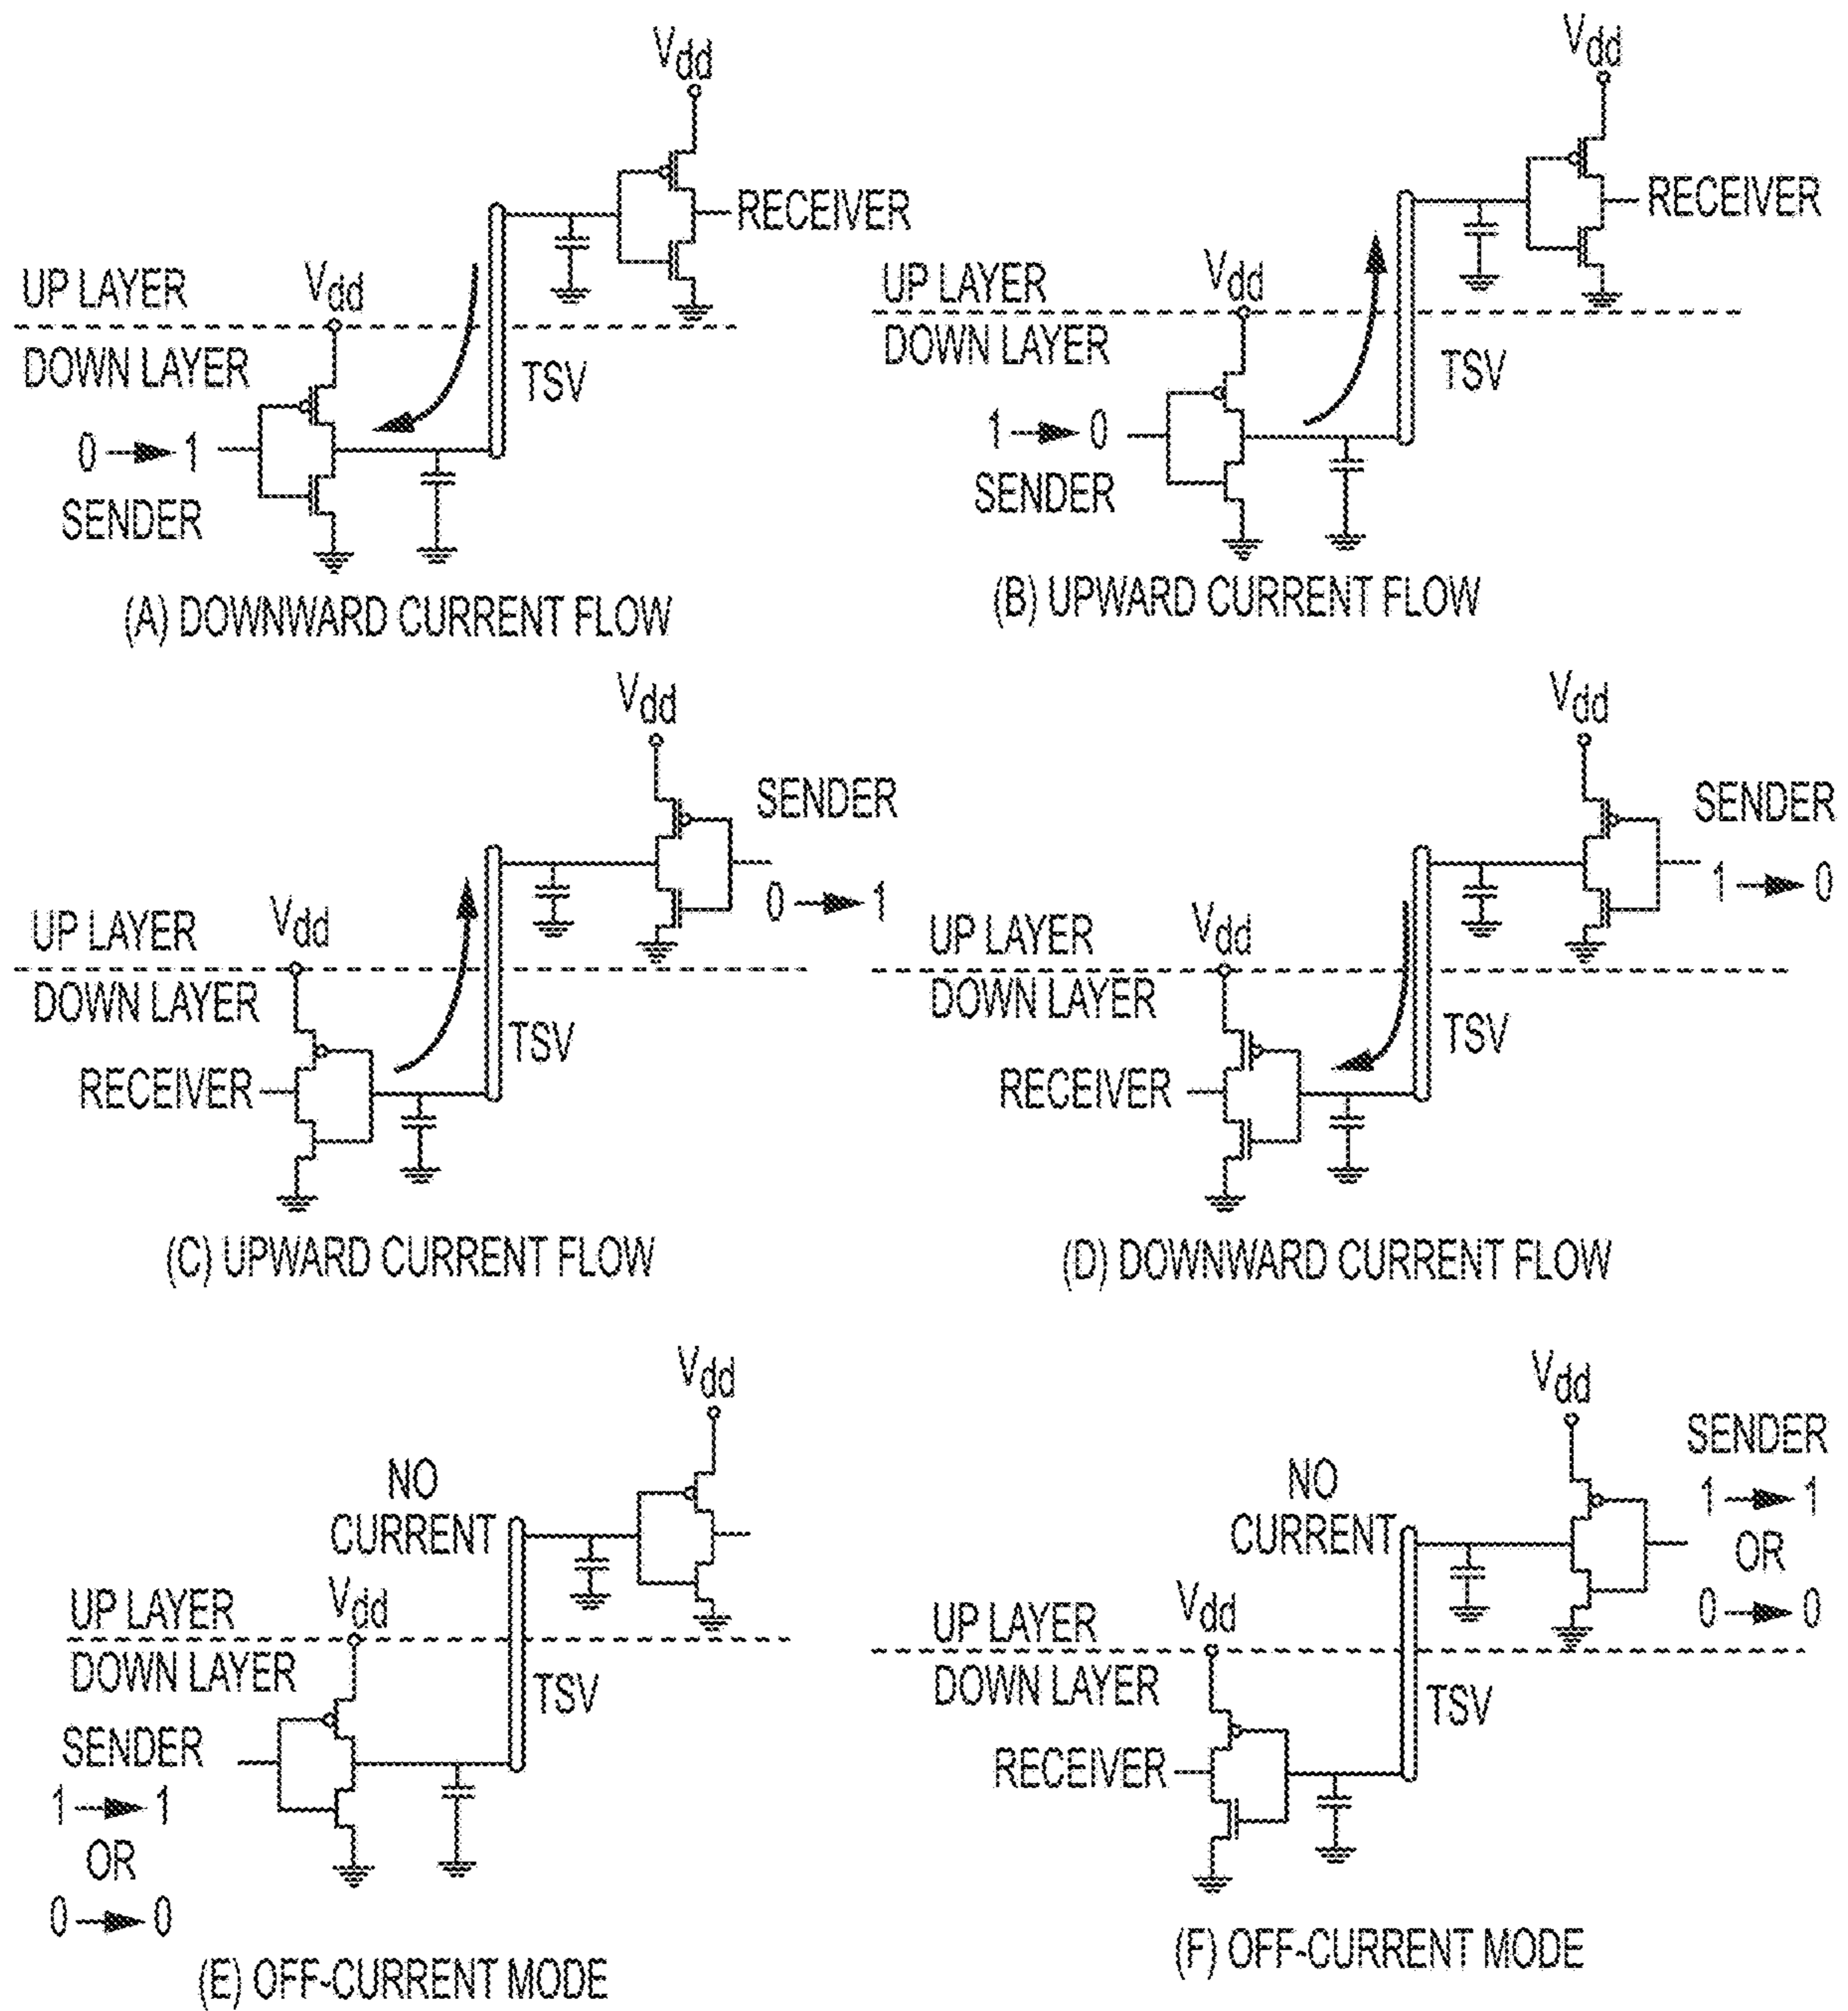 Vdd
RECEIVER
UP LAYER
Vdd
DOWN LAYER
TSV
0 → 1
SENDER
(A) DOWNWARD CURRENT FLOW
Vdd
RECEIVER
UP LAYER
Vdd
DOWN LAYER
TSV
1 → 0
SENDER
(B) UPWARD CURRENT FLOW
Vdd
SENDER
0 → 1
UP LAYER
Vdd
DOWN LAYER
TSV
RECEIVER
(C) UPWARD CURRENT FLOW
Vdd
SENDER
1 → 0
UP LAYER
Vdd
DOWN LAYER
TSV
RECEIVER
(D) DOWNWARD CURRENT FLOW
Vdd
NO
CURRENT
UP LAYER
Vdd
DOWN LAYER
TSV
SENDER
1 → 1
OR
0 → 0
(E) OFF-CURRENT MODE
Vdd
SENDER
1 → 1
OR
0 → 0
NO
CURRENT
UP LAYER
Vdd
DOWN LAYER
TSV
RECEIVER
(F) OFF-CURRENT MODE